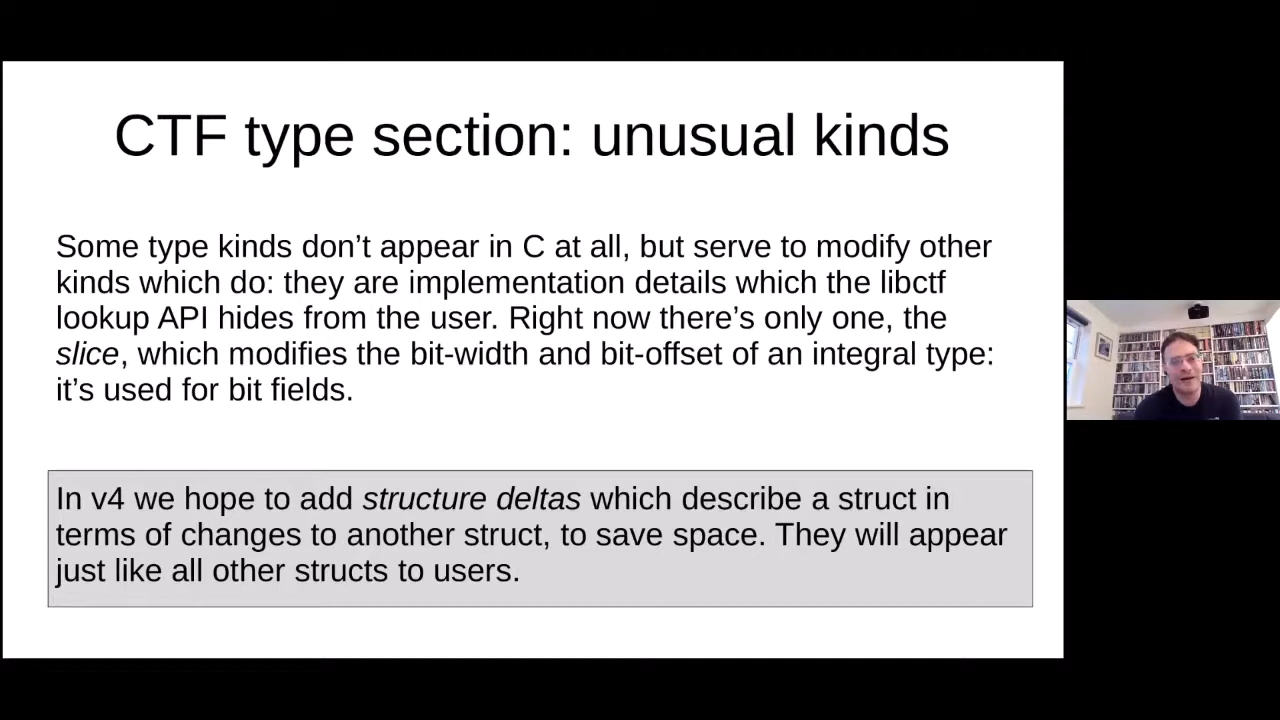 CTF type section: unusual kinds
Some type kinds don’t appear in C at all, but serve to modify other
kinds which do: they are implementation details which the libctf
lookup API hides from the user. Right now there’s only one, the
slice, which modifies the bit-width and bit-offset of an integral type:
it’s used for bit fields.
In v4 we hope to add structure deltas which describe a struct in
terms of changes to another struct, to save space. They will appear
just like all other structs to users.